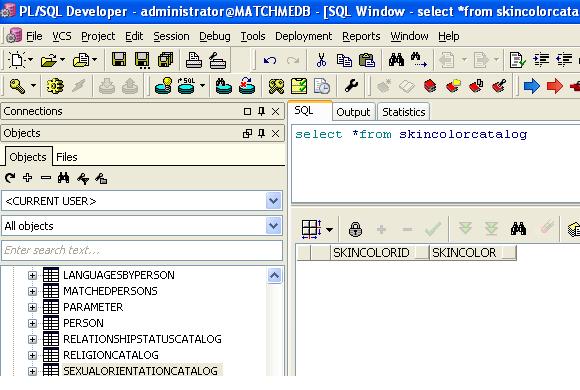 PL/SQL Developer - administrator@MATCHMEDB - [SQL Window - select *from skincolorcata
File Project Edit Session Debug Tools Deployment Reports Window Help
Connections
Objects
Objects Files
<CURRENT USER>
All objects
Enter search text...
LANGUAGESBYPERSON
MATCHEDPERSONS
PARAMETER
PERSON
RELATIONSHIPSTATUSCATALOG
RELIGIONCATALOG
SEXUALORIENTATIONCATALOG
SQL Output Statistics
select *from skincolorcatalog
SKINCOLORID SKINCOLOR